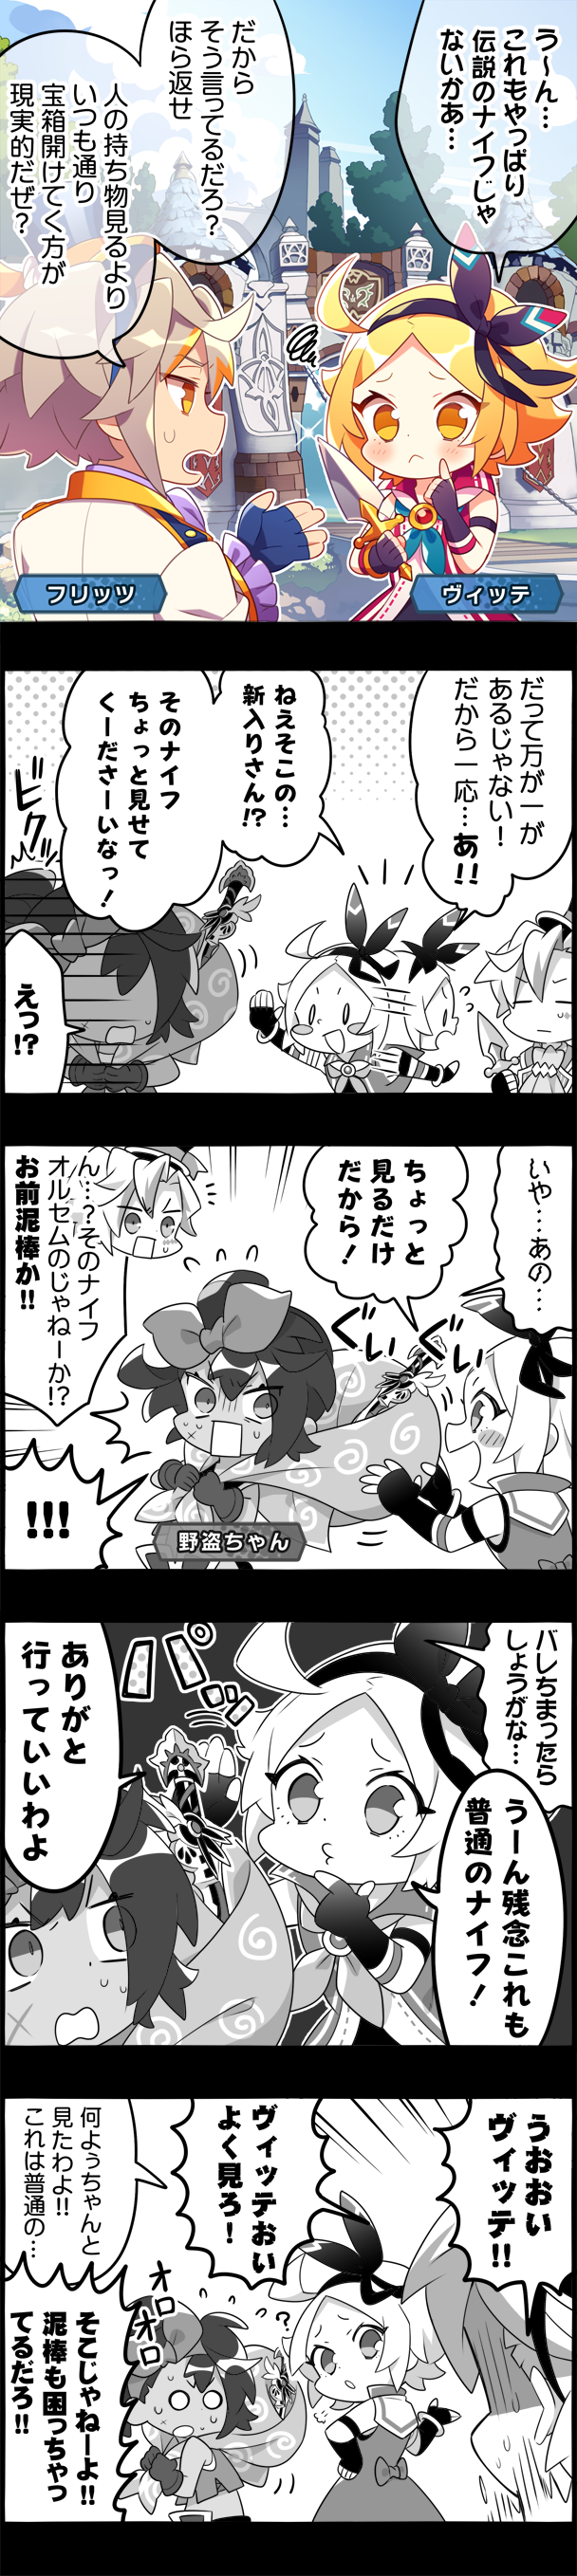 う～ん…
これもやっぱり
伝説のナイフじゃ
ないかあ…
だから
そう言ってるだろ？
ほら返せ
人の持ち物見るより
いつも通り
宝箱開けてく方が
現実的だぜ？
フリッツ
ヴィッテ
だって万が一が
あるじゃない！
だから一応…あ!!
ねえそこの…
新入りさん!?
そのナイフ
ちょっと見せて
くーださーいなっ！
ビクッ
えっ!?
いや…あの…
ちょっと
見るだけ
だから！
ぐい
ぐい
ん…？そのナイフ
オルセムのじゃねーか!?
お前泥棒か!!
!!!
野盗ちゃん
バレちまったら
しょうがな…
うーん残念これも
普通のナイフ！
パッ
ありがと
行っていいわよ
うおおい
ヴィッテ!!
ヴィッテおい
よく見ろ！
何よぅちゃんと
見たわよ!!
これは普通の…
?
オロ
オロ
そこじゃねーよ!!
泥棒も困っちゃっ
てるだろ!!